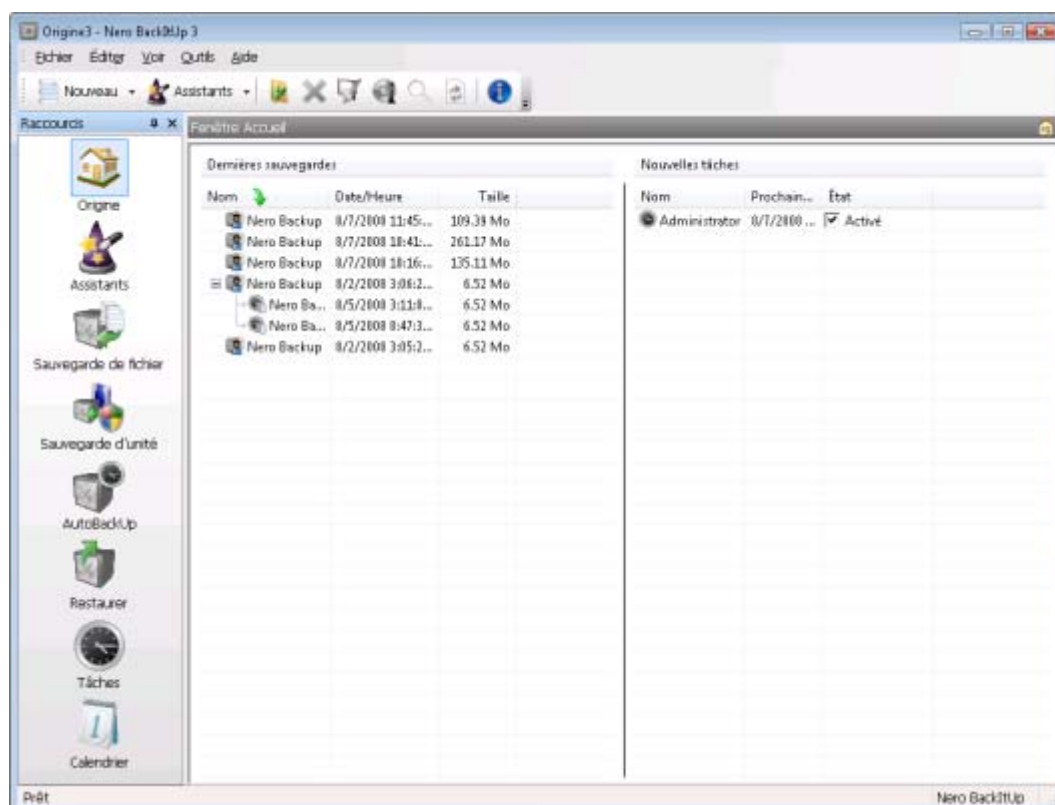 Origine3 - Nero BackItUp 3
Fichier Éditer Voir Outils Aide
Nouveau Assistants
Raccourcis
Fenêtre Accueil
Origine
Assistants
Sauvegarde de fichier
Sauvegarde d'unité
AutoBackUp
Restaurer
Tâches
Calendrier
Dernières sauvegardes
Nom Date/Heure Taille
Nero Backup 8/7/2008 11:45:... 109.39 Mo
Nero Backup 8/7/2008 10:41:... 261.17 Mo
Nero Backup 8/7/2008 10:16:... 135.11 Mo
Nero Backup 8/2/2008 3:06:2... 6.52 Mo
Nero Ba... 8/5/2008 3:11:0... 6.52 Mo
Nero Ba... 8/5/2008 8:47:3... 6.52 Mo
Nero Backup 8/2/2008 3:05:2... 6.52 Mo
Nouvelles tâches
Nom Prochain... État
Administrator 8/7/2008 ... Activé
Prêt
Nero BackItUp